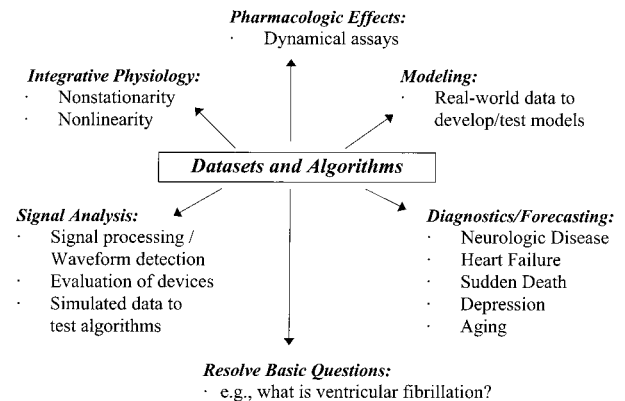 Pharmacologic Effects:
· Dynamical assays
Integrative Physiology:
· Nonstationarity
· Nonlinearity
Modeling:
· Real-world data to
develop/test models
Datasets and Algorithms
Signal Analysis:
· Signal processing /
Waveform detection
· Evaluation of devices
· Simulated data to
test algorithms
Diagnostics/Forecasting:
· Neurologic Disease
· Heart Failure
· Sudden Death
· Depression
· Aging
Resolve Basic Questions:
· e.g., what is ventricular fibrillation?